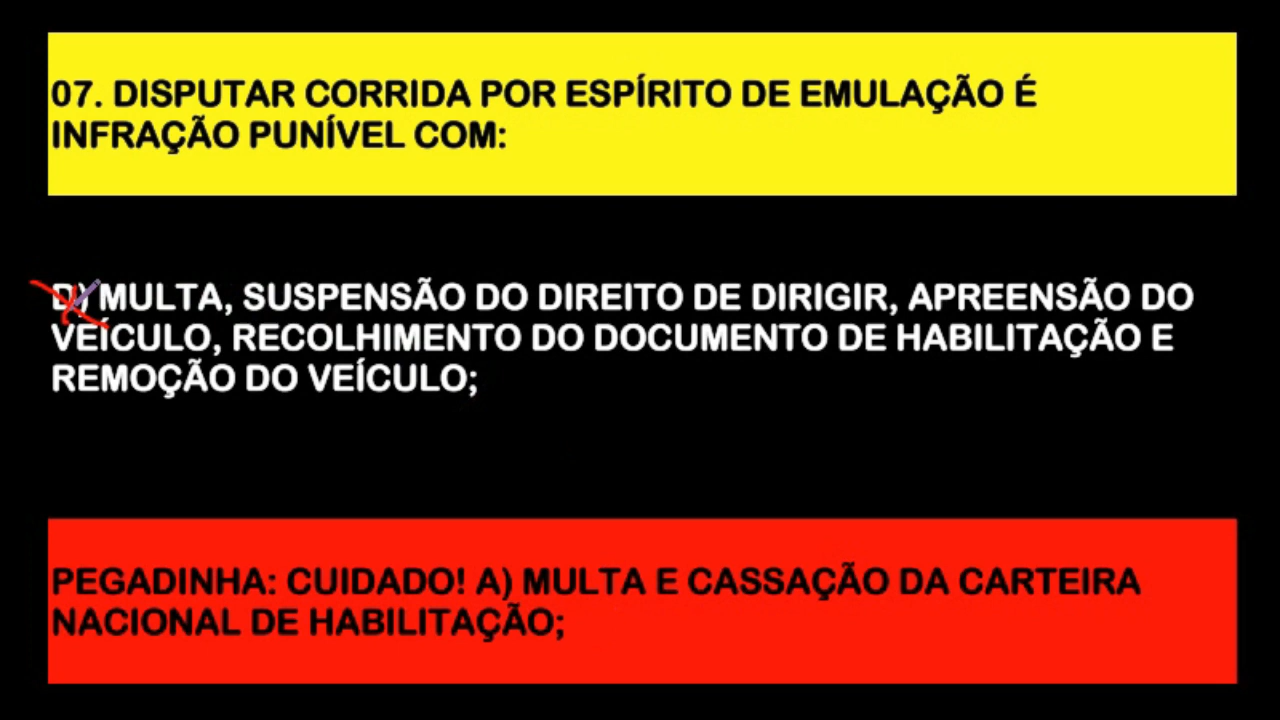 07. DISPUTAR CORRIDA POR ESPÍRITO DE EMULAÇÃO É
INFRAÇÃO PUNÍVEL COM:
D) MULTA, SUSPENSÃO DO DIREITO DE DIRIGIR, APREENSÃO DO
VEÍCULO, RECOLHIMENTO DO DOCUMENTO DE HABILITAÇÃO E
REMOÇÃO DO VEÍCULO;
PEGADINHA: CUIDADO! A) MULTA E CASSAÇÃO DA CARTEIRA
NACIONAL DE HABILITAÇÃO;